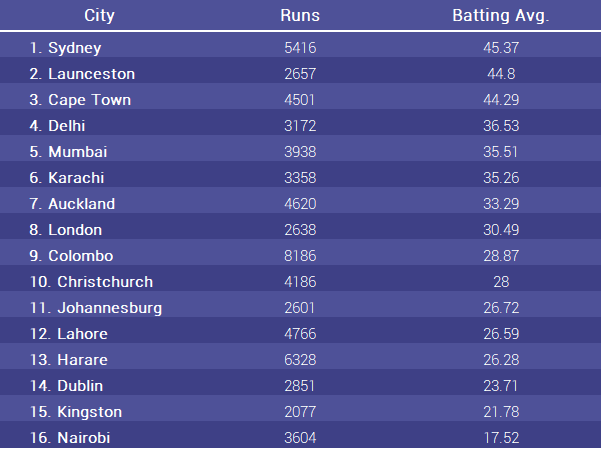 City Runs Batting Avg.
1. Sydney 5416 45.37
2. Launceston 2657 44.8
3. Cape Town 4501 44.29
4. Delhi 3172 36.53
5. Mumbai 3938 35.51
6. Karachi 3358 35.26
7. Auckland 4620 33.29
8. London 2638 30.49
9. Colombo 8186 28.87
10. Christchurch 4186 28
11. Johannesburg 2601 26.72
12. Lahore 4766 26.59
13. Harare 6328 26.28
14. Dublin 2851 23.71
15. Kingston 2077 21.78
16. Nairobi 3604 17.52